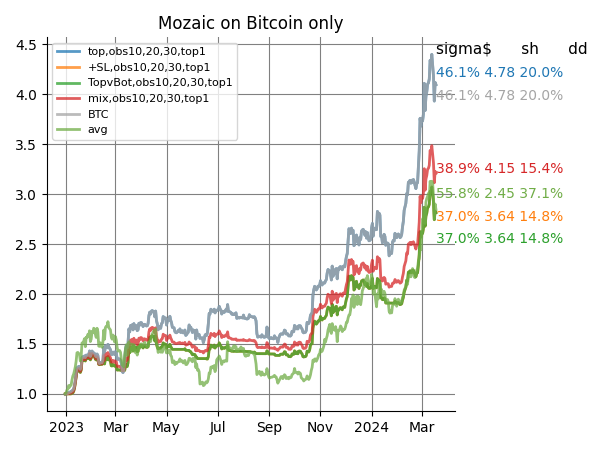 Mozaic on Bitcoin only
sigma$ sh dd
top,obs10,20,30,top1
+SL,obs10,20,30,top1
TopvBot,obs10,20,30,top1
mix,obs10,20,30,top1
BTC
avg
46.1% 4.78 20.0%
46.1% 4.78 20.0%
38.9% 4.15 15.4%
55.8% 2.45 37.1%
37.0% 3.64 14.8%
37.0% 3.64 14.8%
4.5
4.0
3.5
3.0
2.5
2.0
1.5
1.0
2023 Mar May Jul Sep Nov 2024 Mar